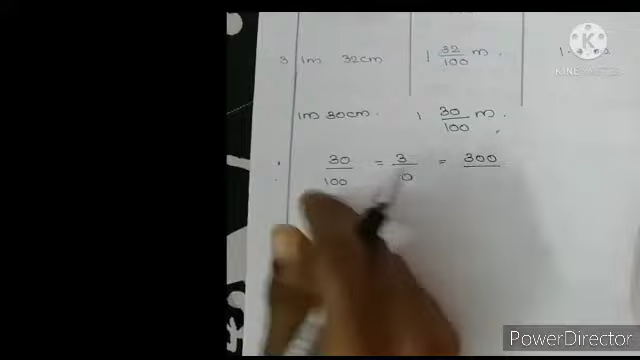 3 1m 32cm 1 32/100 m.
KINEMASTER
1m 30cm. 1 30/100 m.
30/100 = 3/ 0 = 300
PowerDirector